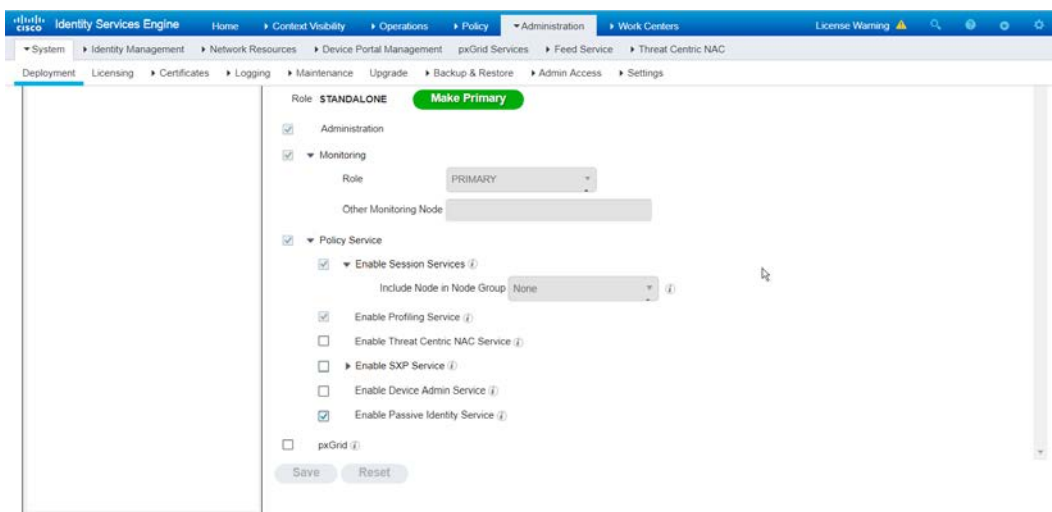 cisco Identity Services Engine Home Context Visibility Operations Policy Administration Work Centers License Warning
System Identity Management Network Resources Device Portal Management pxGrid Services Feed Service Threat Centric NAC
Deployment Licensing Certificates Logging Maintenance Upgrade Backup & Restore Admin Access Settings
Role STANDALONE Make Primary
Administration
Monitoring
Role PRIMARY
Other Monitoring Node
Policy Service
Enable Session Services
Include Node in Node Group None
Enable Profiling Service
Enable Threat Centric NAC Service
Enable SXP Service
Enable Device Admin Service
Enable Passive Identity Service
pxGrid
Save Reset